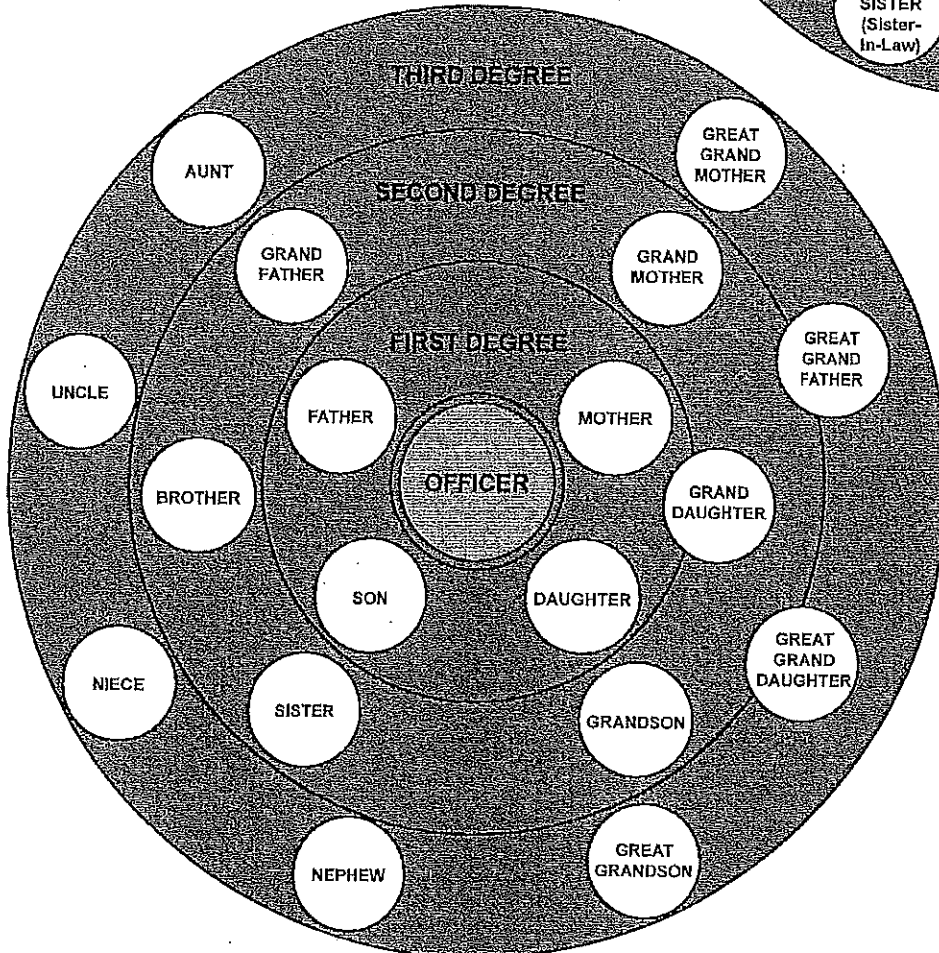 SISTER
(Sister-
In-Law)
THIRD DEGREE
AUNT
GREAT
GRAND
MOTHER
SECOND DEGREE
GRAND
FATHER
GRAND
MOTHER
FIRST DEGREE
GREAT
GRAND
FATHER
UNCLE
FATHER
MOTHER
OFFICER
BROTHER
GRAND
DAUGHTER
SON
DAUGHTER
GREAT
GRAND
DAUGHTER
NIECE
SISTER
GRANDSON
NEPHEW
GREAT
GRANDSON